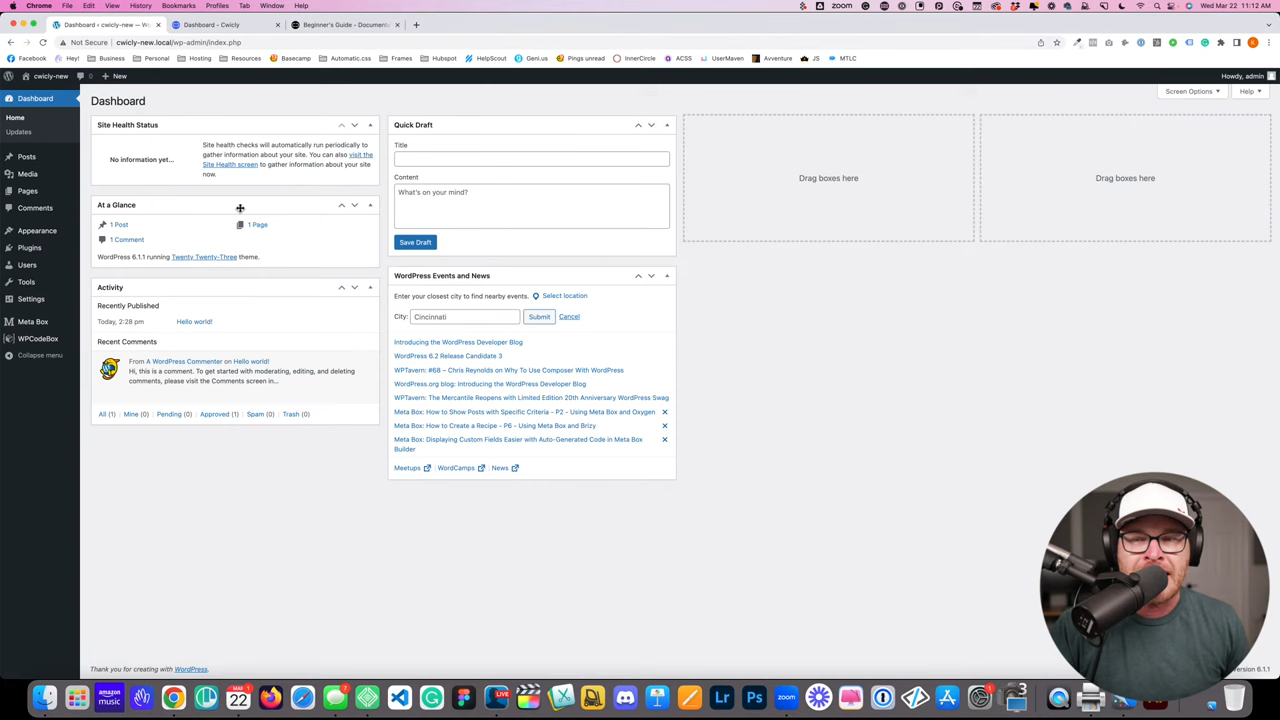 Chrome File Edit View History Bookmarks Profiles Tab Window Help
zoom
Wed Mar 22 11:12 AM
Dashboard ‹ cwicly-new — W
Dashboard - Cwicly
Beginner's Guide - Documenta
Not Secure | cwicly-new.local/wp-admin/index.php
Facebook Hey! Business Personal Hosting Resources Basecamp Automatic.css Frames Hubspot HelpScout Geni.us Pings unread InnerCircle ACSS UserMaven Avventure JS MTLC
cwicly-new 0 + New
Howdy, admin
Dashboard
Home
Updates
Posts
Media
Pages
Comments
Appearance
Plugins
Users
Tools
Settings
Meta Box
WPCodeBox
Collapse menu
Dashboard
Screen Options
Help
Site Health Status
No information yet...
Site health checks will automatically run periodically to
gather information about your site. You can also visit the
Site Health screen to gather information about your site
now.
At a Glance
1 Post
1 Page
1 Comment
WordPress 6.1.1 running Twenty Twenty-Three theme.
Activity
Recently Published
Today, 2:28 pm Hello world!
Recent Comments
From A WordPress Commenter on Hello world!
Hi, this is a comment. To get started with moderating, editing, and deleting
comments, please visit the Comments screen in...
All (1) | Mine (0) | Pending (0) | Approved (1) | Spam (0) | Trash (0)
Quick Draft
Title
Content
What's on your mind?
Save Draft
WordPress Events and News
Enter your closest city to find nearby events. Select location
City: Cincinnati Submit Cancel
Introducing the WordPress Developer Blog
WordPress 6.2 Release Candidate 3
WPTavern: #68 – Chris Reynolds on Why To Use Composer With WordPress
WordPress.org blog: Introducing the WordPress Developer Blog
WPTavern: The Mercantile Reopens with Limited Edition 20th Anniversary WordPress Swag
Meta Box: How to Show Posts with Specific Criteria - P2 - Using Meta Box and Oxygen
Meta Box: How to Create a Recipe - P6 - Using Meta Box and Brizy
Meta Box: Displaying Custom Fields Easier with Auto-Generated Code in Meta Box
Builder
Meetups | WordCamps | News
Drag boxes here
Drag boxes here
Thank you for creating with WordPress.
ersion 6.1.1
amazon
music
MAR
22
LIVE
Lr
Ps
zoom